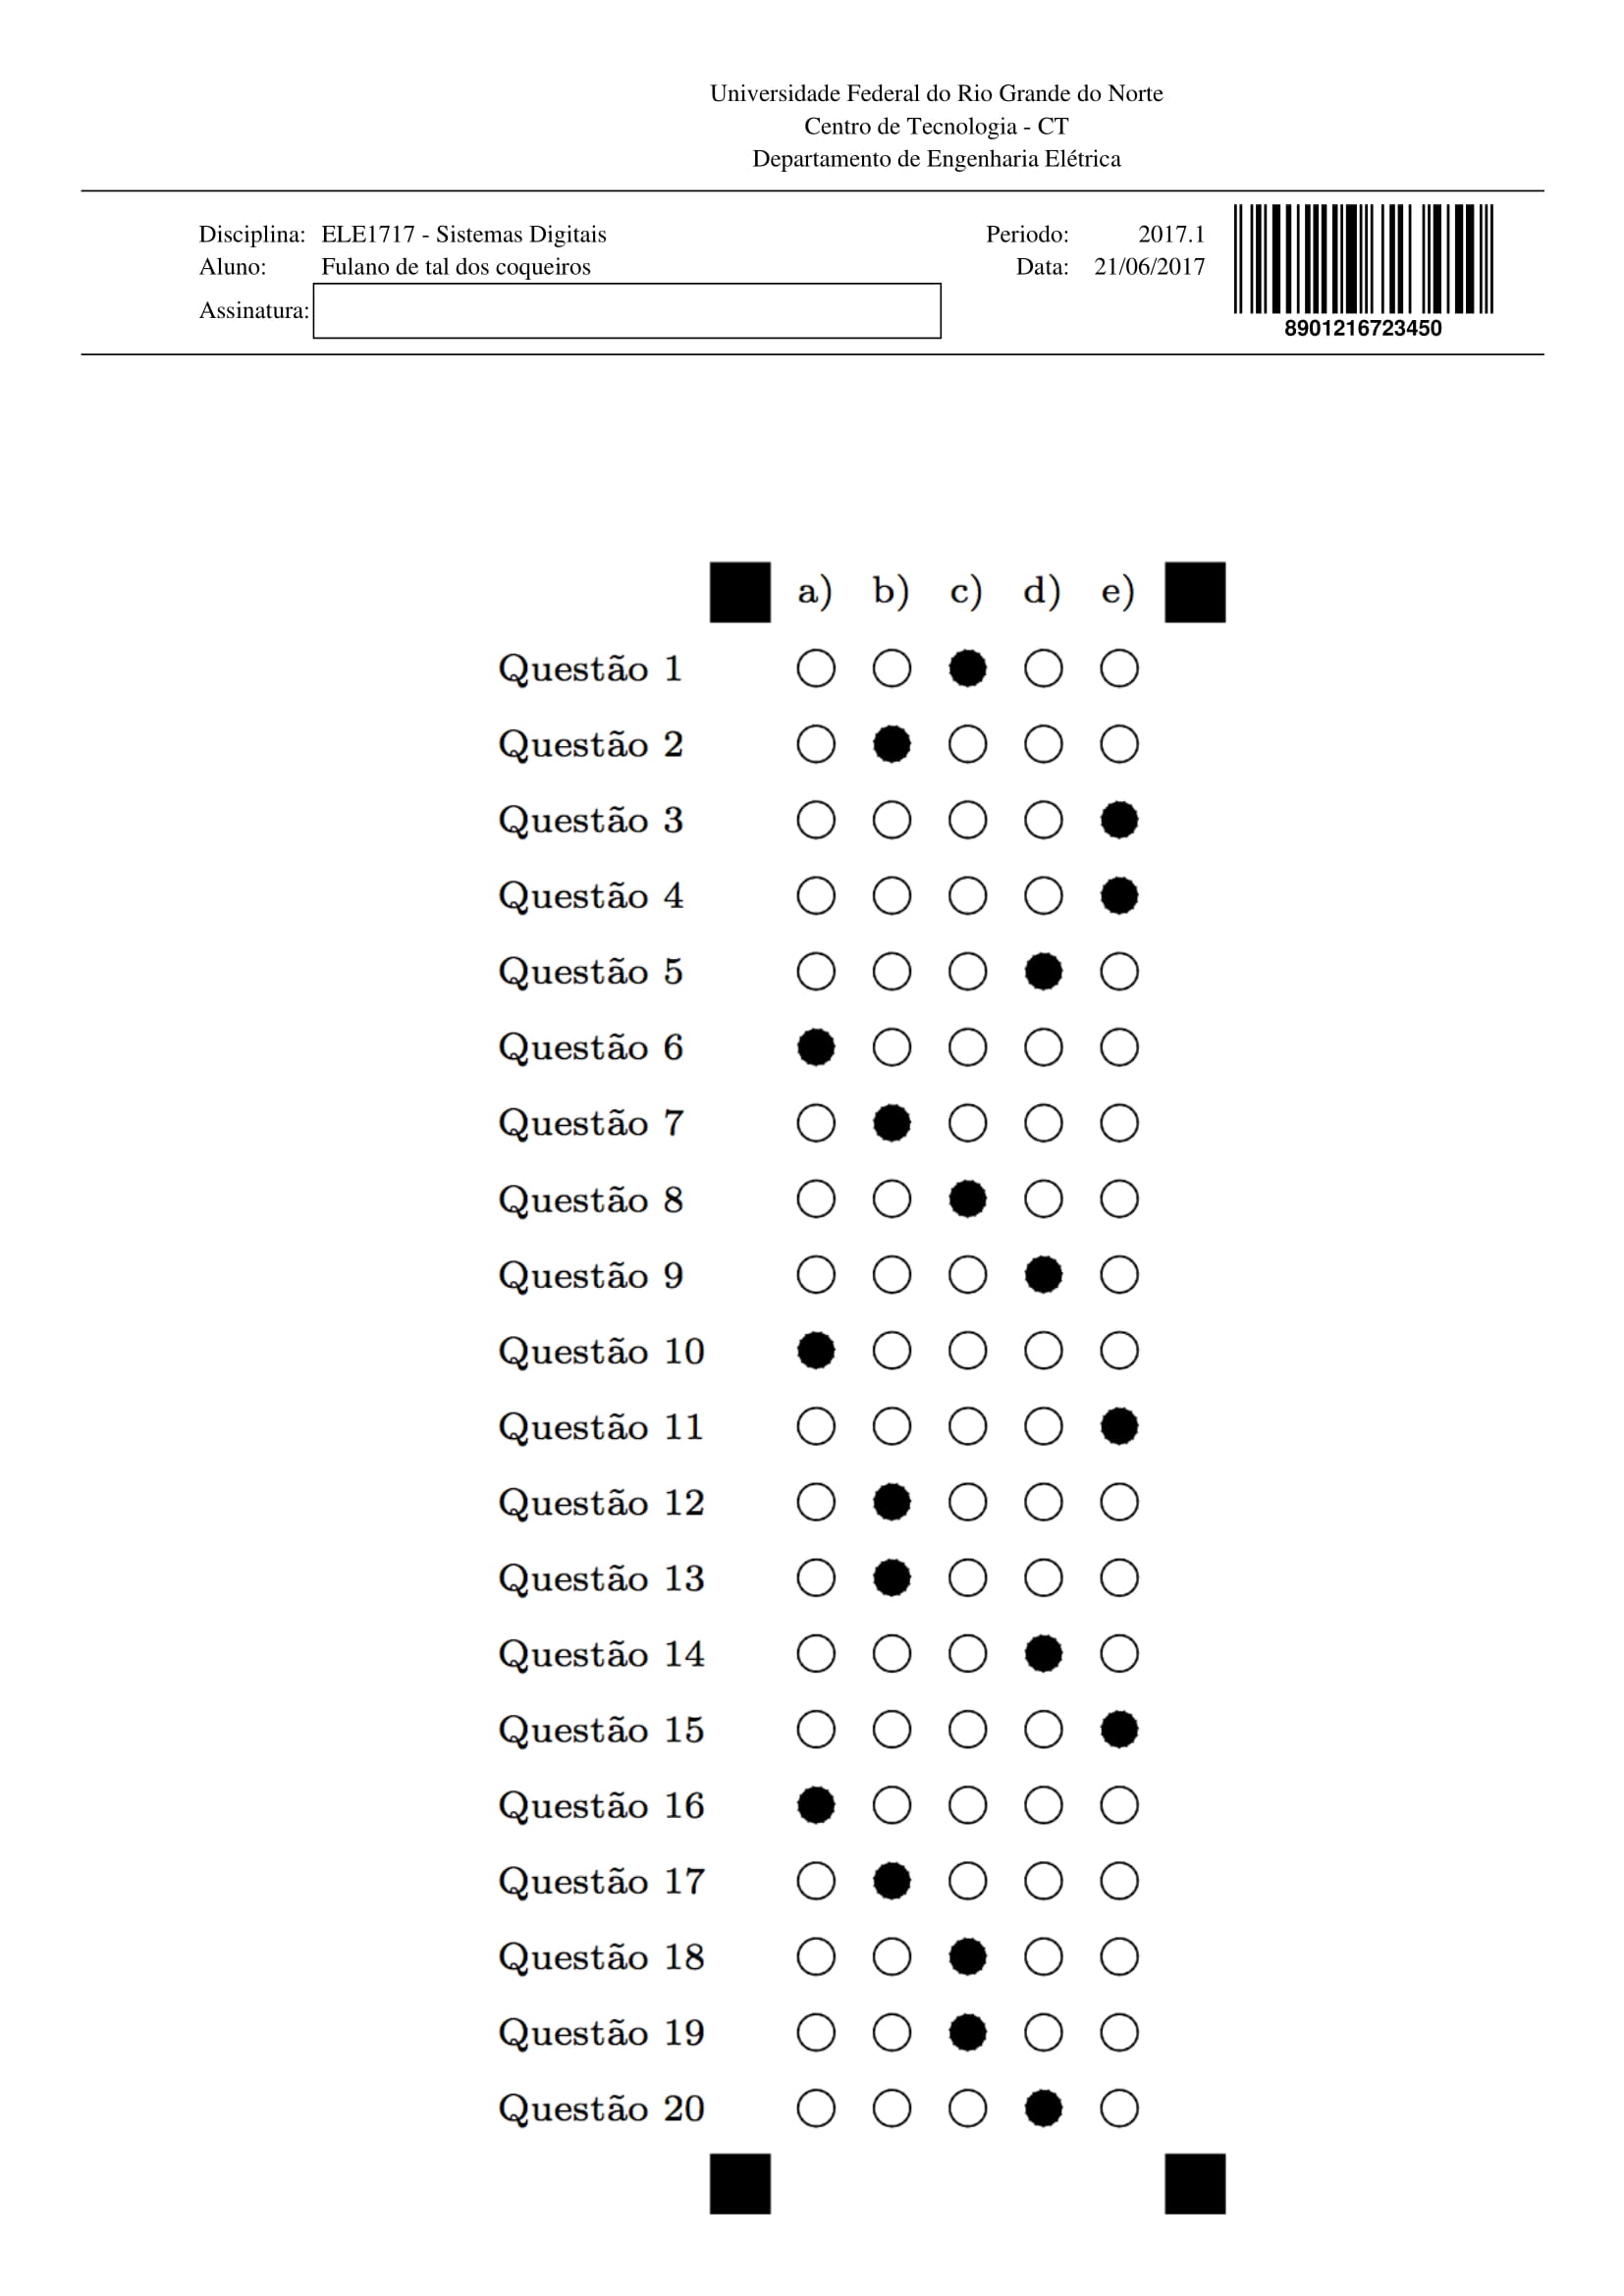 Universidade Federal do Rio Grande do Norte
Centro de Tecnologia - CT
Departamento de Engenharia Elétrica
Disciplina: ELE1717 - Sistemas Digitais Periodo: 2017.1
Aluno: Fulano de tal dos coqueiros Data: 21/06/2017
Assinatura:
8901216723450
a) b) c) d) e)
Questão 1
Questão 2
Questão 3
Questão 4
Questão 5
Questão 6
Questão 7
Questão 8
Questão 9
Questão 10
Questão 11
Questão 12
Questão 13
Questão 14
Questão 15
Questão 16
Questão 17
Questão 18
Questão 19
Questão 20